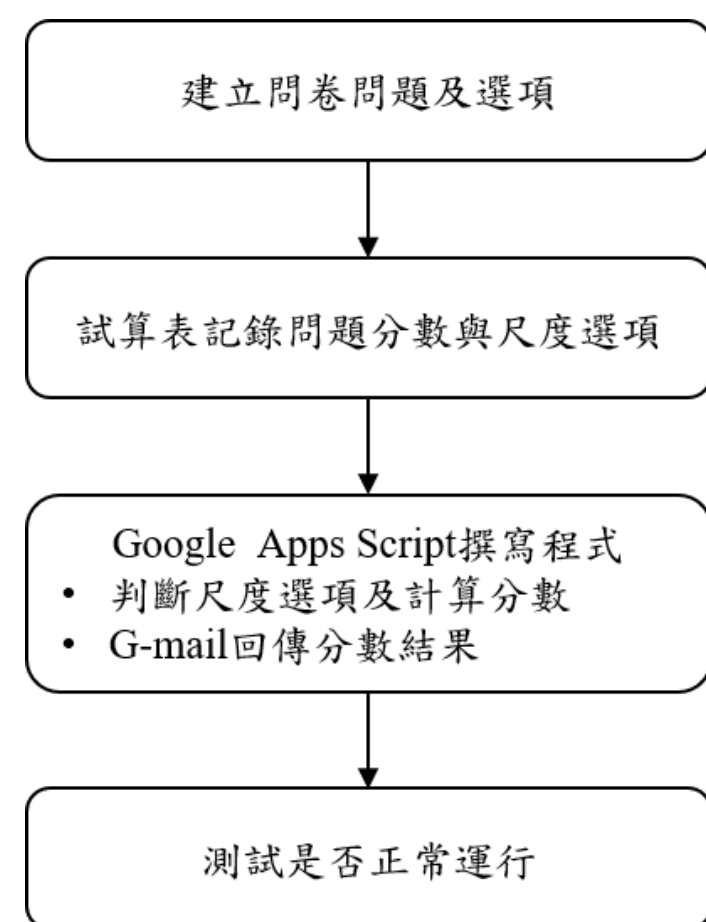 建立問卷問題及選項
試算表記錄問題分數與尺度選項
Google Apps Script撰寫程式
• 判斷尺度選項及計算分數
• G-mail回傳分數結果
測試是否正常運行